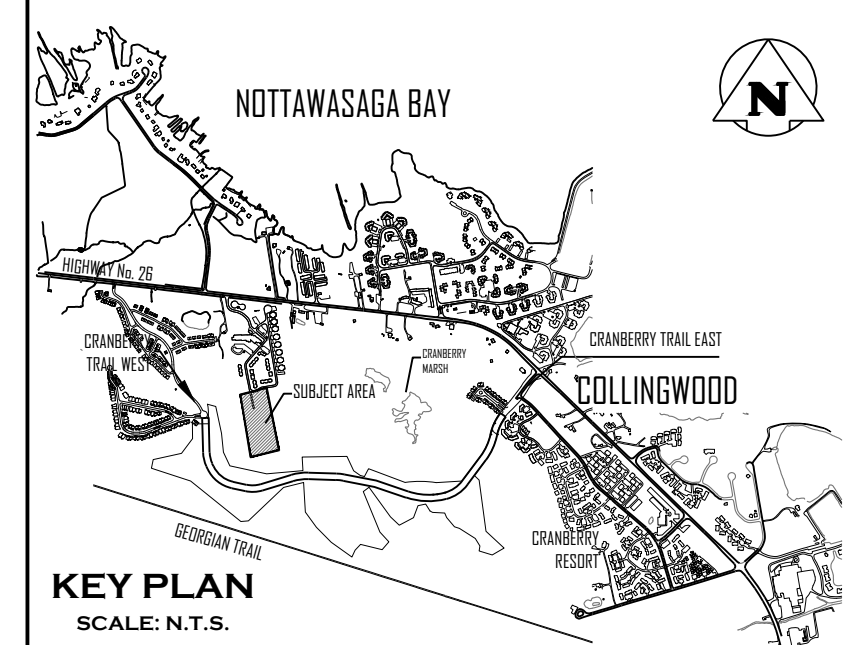 NOTTAWASAGA BAY
N
HIGHWAY No. 26
CRANBERRY
TRAIL WEST
CRANBERRY
MARSH
CRANBERRY TRAIL EAST
SUBJECT AREA
COLLINGWOOD
GEORGIAN TRAIL
CRANBERRY
RESORT
KEY PLAN
SCALE: N.T.S.